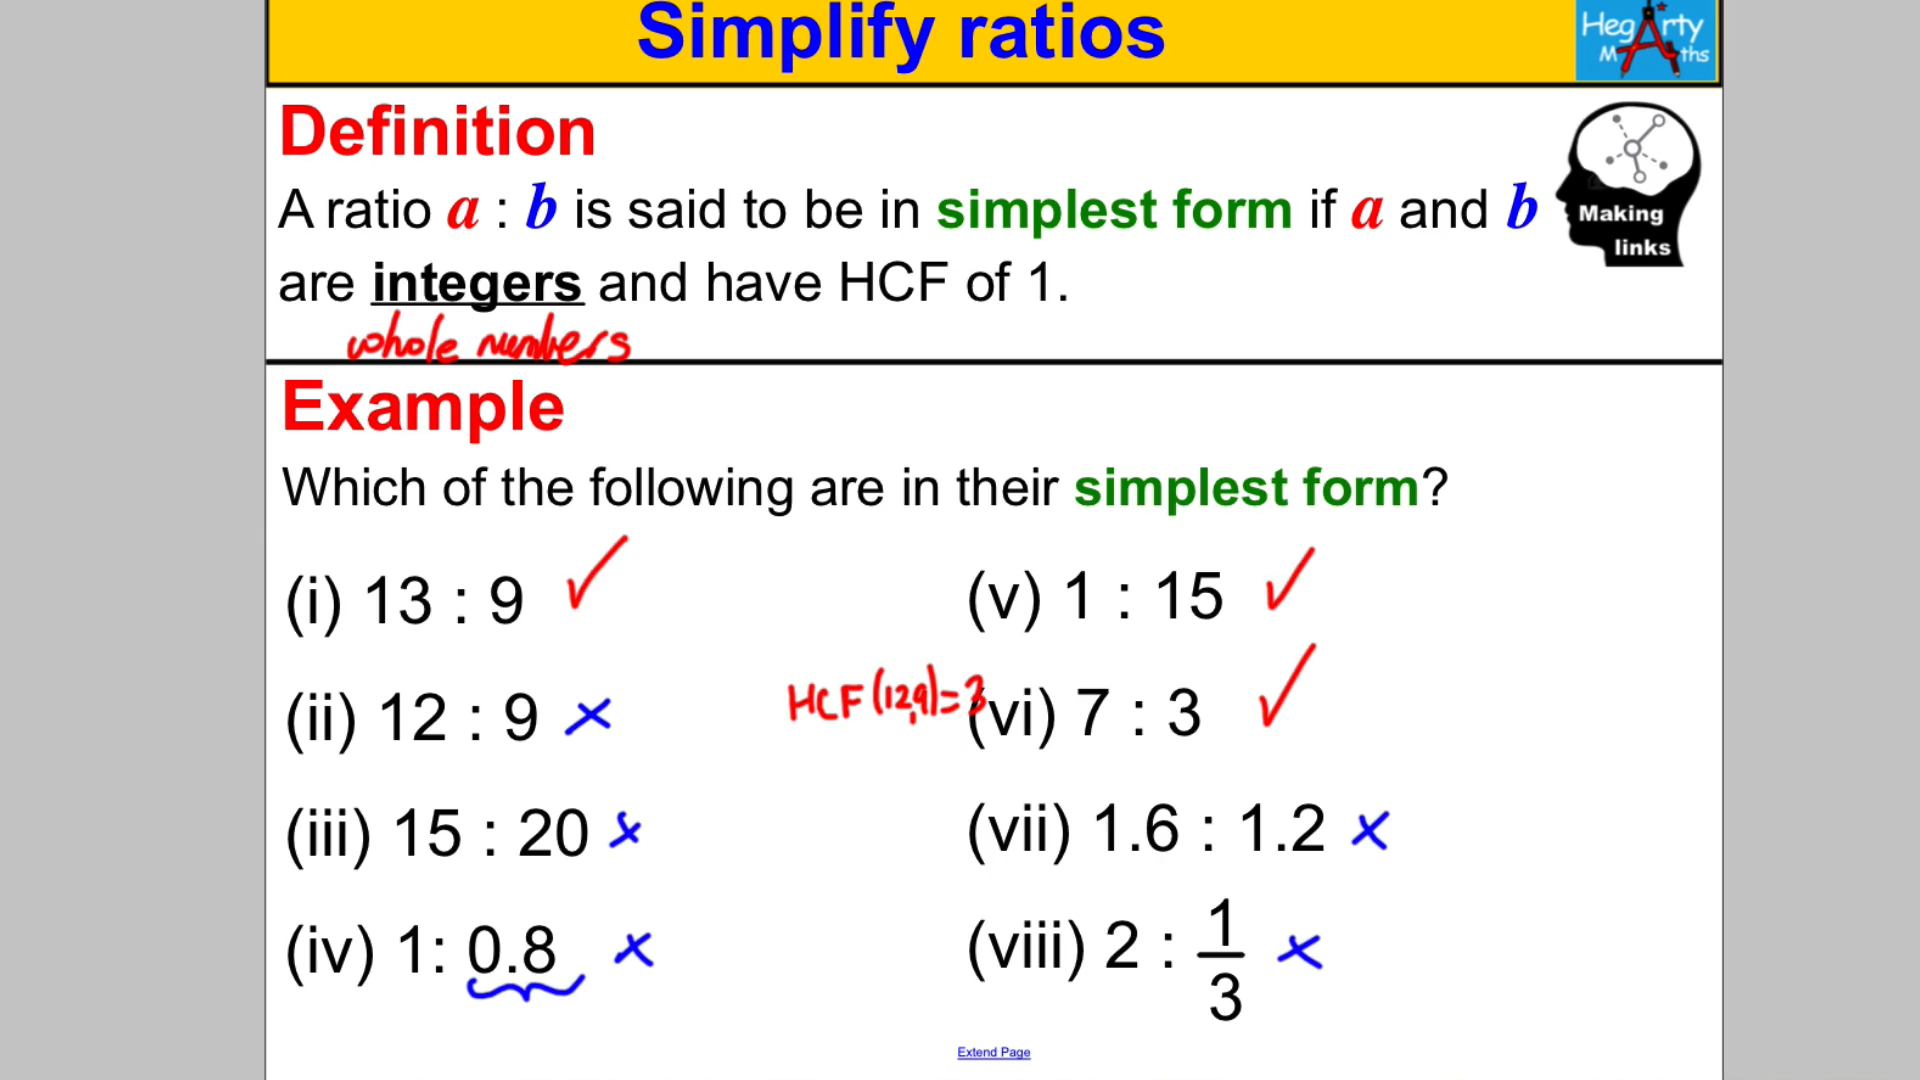 Simplify ratios
Hegarty
Maths
Definition
A ratio a : b is said to be in simplest form if a and b
are integers and have HCF of 1.
whole numbers
Making
links
Example
Which of the following are in their simplest form?
(i) 13 : 9 ✓
(ii) 12 : 9 ×
HCF(12,9)=3
(iii) 15 : 20 ×
(iv) 1: 0.8 ×
(v) 1 : 15 ✓
(vi) 7 : 3 ✓
(vii) 1.6 : 1.2 ×
(viii) 2 : 1/3 ×
Extend Page